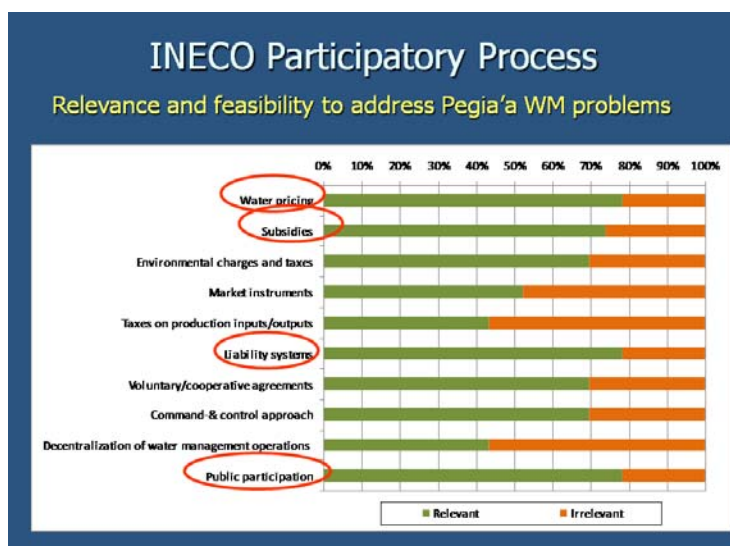 INECO Participatory Process
Relevance and feasibility to address Pegia'a WM problems
0% 10% 20% 30% 40% 50% 60% 70% 80% 90% 100%
Water pricing
Subsidies
Environmental charges and taxes
Market instruments
Taxes on production inputs/outputs
Liability systems
Voluntary/cooperative agreements
Command-& control approach
Decentralization of water management operations
Public participation
Relevant Irrelevant